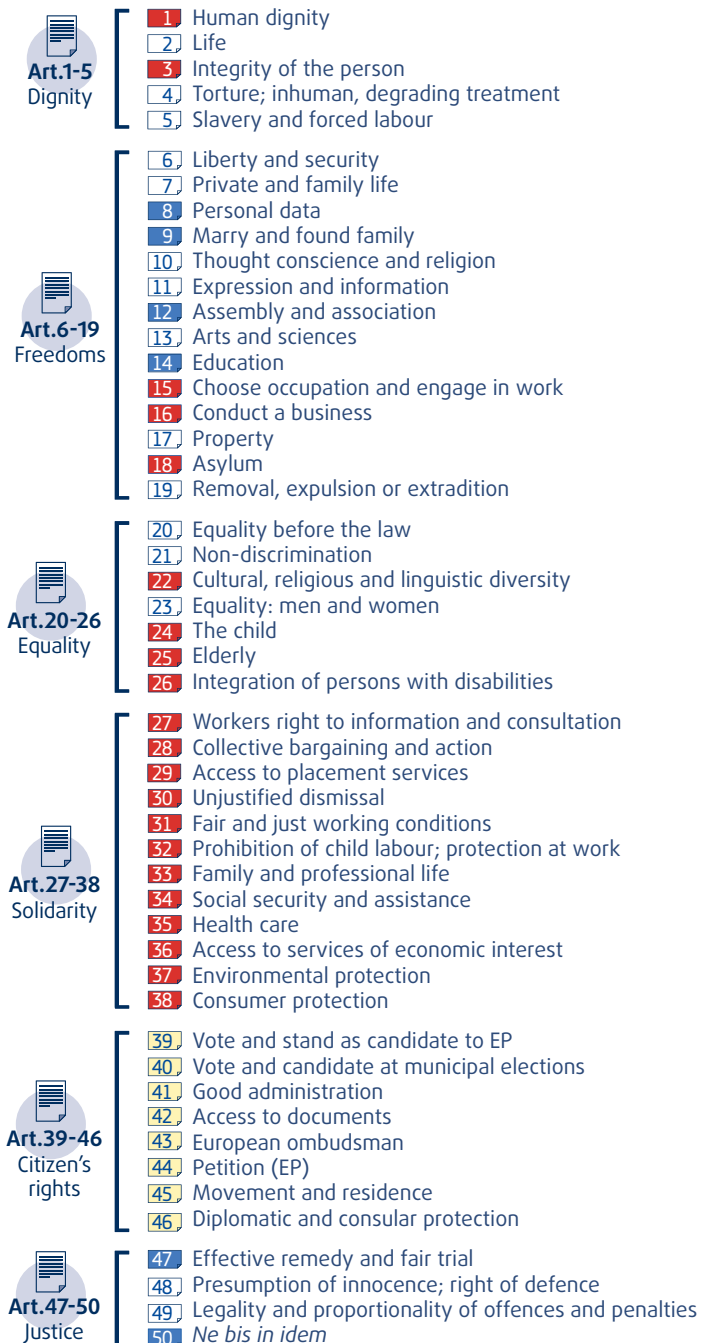 Art.1-5
Dignity
1 Human dignity
2 Life
3 Integrity of the person
4 Torture; inhuman, degrading treatment
5 Slavery and forced labour
Art.6-19
Freedoms
6 Liberty and security
7 Private and family life
8 Personal data
9 Marry and found family
10 Thought conscience and religion
11 Expression and information
12 Assembly and association
13 Arts and sciences
14 Education
15 Choose occupation and engage in work
16 Conduct a business
17 Property
18 Asylum
19 Removal, expulsion or extradition
Art.20-26
Equality
20 Equality before the law
21 Non-discrimination
22 Cultural, religious and linguistic diversity
23 Equality: men and women
24 The child
25 Elderly
26 Integration of persons with disabilities
Art.27-38
Solidarity
27 Workers right to information and consultation
28 Collective bargaining and action
29 Access to placement services
30 Unjustified dismissal
31 Fair and just working conditions
32 Prohibition of child labour; protection at work
33 Family and professional life
34 Social security and assistance
35 Health care
36 Access to services of economic interest
37 Environmental protection
38 Consumer protection
Art.39-46
Citizen's
rights
39 Vote and stand as candidate to EP
40 Vote and candidate at municipal elections
41 Good administration
42 Access to documents
43 European ombudsman
44 Petition (EP)
45 Movement and residence
46 Diplomatic and consular protection
Art.47-50
Justice
47 Effective remedy and fair trial
48 Presumption of innocence; right of defence
49 Legality and proportionality of offences and penalties
50 Ne bis in idem